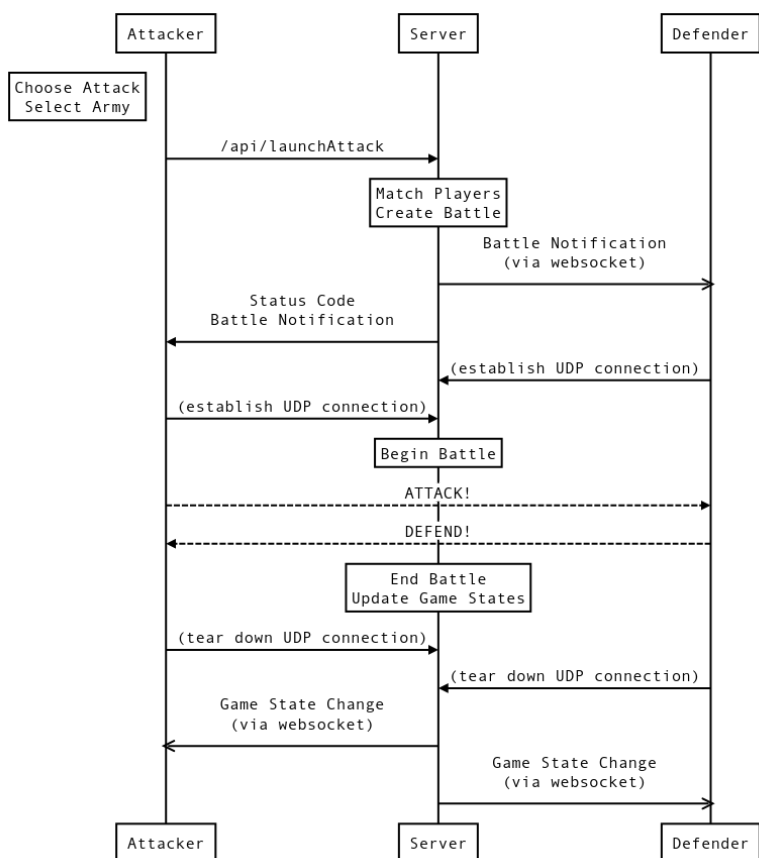 Attacker
Server
Defender
Choose Attack
Select Army
/api/launchAttack
Match Players
Create Battle
Battle Notification
(via websocket)
Status Code
Battle Notification
(establish UDP connection)
(establish UDP connection)
Begin Battle
ATTACK!
DEFEND!
End Battle
Update Game States
(tear down UDP connection)
(tear down UDP connection)
Game State Change
(via websocket)
Game State Change
(via websocket)
Attacker
Server
Defender